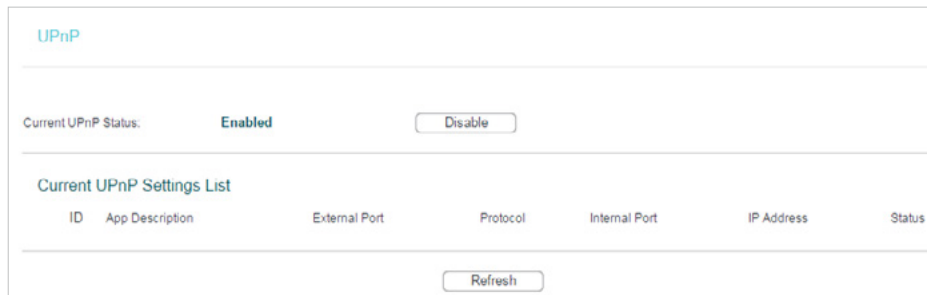 UPnP
Current UPnP Status: Enabled Disable
Current UPnP Settings List
ID App Description External Port Protocol Internal Port IP Address Status
Refresh